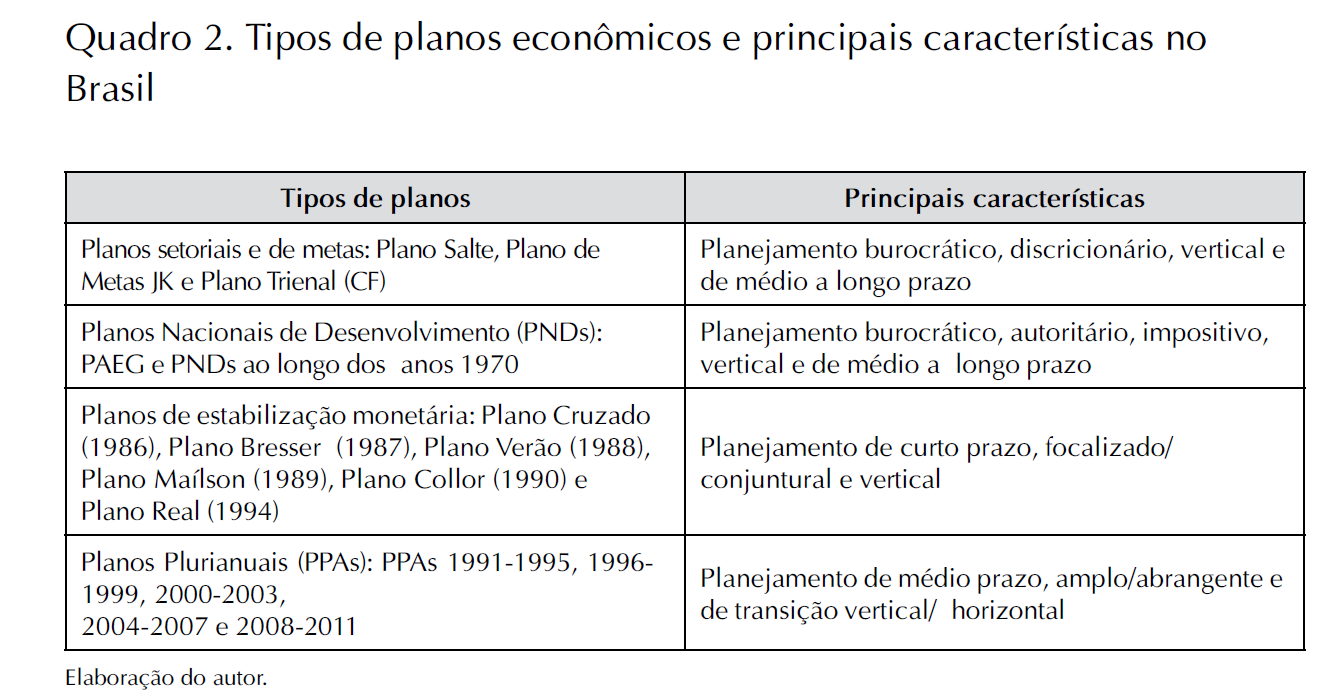 Quadro 2. Tipos de planos econômicos e principais características no
Brasil
Tipos de planos
Principais características
Planos setoriais e de metas: Plano Salte, Plano de
Metas JK e Plano Trienal (CF)
Planejamento burocrático, discricionário, vertical e
de médio a longo prazo
Planos Nacionais de Desenvolvimento (PNDs):
PAEG e PNDs ao longo dos anos 1970
Planejamento burocrático, autoritário, impositivo,
vertical e de médio a longo prazo
Planos de estabilização monetária: Plano Cruzado
(1986), Plano Bresser (1987), Plano Verão (1988),
Plano Maílson (1989), Plano Collor (1990) e
Plano Real (1994)
Planejamento de curto prazo, focalizado/
conjuntural e vertical
Planos Plurianuais (PPAs): PPAs 1991-1995, 1996-
1999, 2000-2003,
2004-2007 e 2008-2011
Planejamento de médio prazo, amplo/abrangente e
de transição vertical/ horizontal
Elaboração do autor.